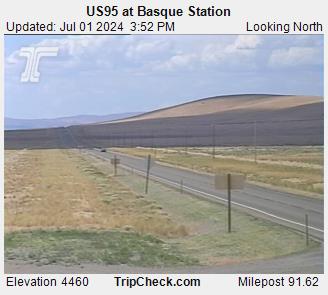 US95 at Basque Station
Updated: Jul 01 2024 3:52 PM Looking North
Elevation 4460 TripCheck.com Milepost 91.62